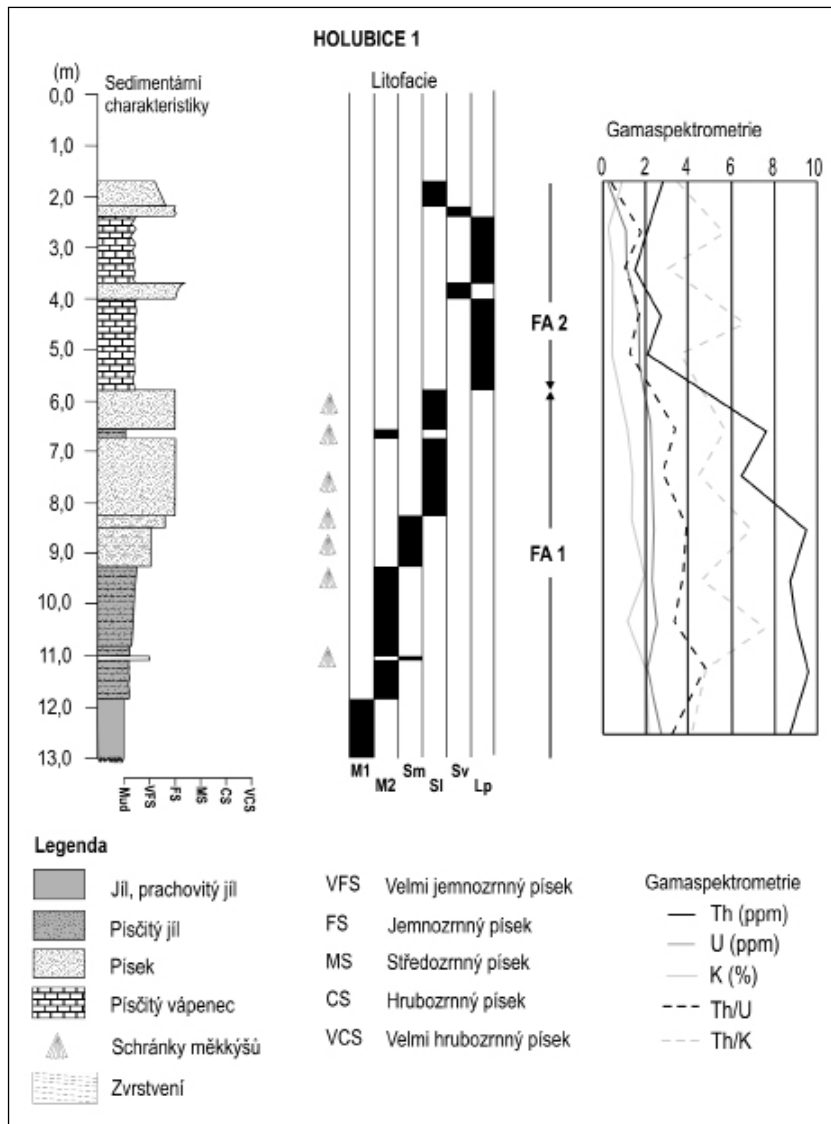 HOLUBICE 1
(m)
Sedimentární
charakteristiky
Litofacie
Gamaspektrometrie
0,0
1,0
2,0
3,0
4,0
5,0
6,0
7,0
8,0
9,0
10,0
11,0
12,0
13,0
0 2 4 6 8 10
FA 2
FA 1
Mud
VFS
FS
MS
CS
VCS
M1
M2
Sm
Sl
Sv
Lp
Legenda
Jíl, prachovitý jíl
Písčitý jíl
Písek
Písčitý vápenec
Schránky měkkýšů
Zvrstvení
VFS Velmi jemnozrnný písek
FS Jemnozrnný písek
MS Středozrnný písek
CS Hrubozrnný písek
VCS Velmi hrubozrnný písek
Gamaspektrometrie
Th (ppm)
U (ppm)
K (%)
Th/U
Th/K